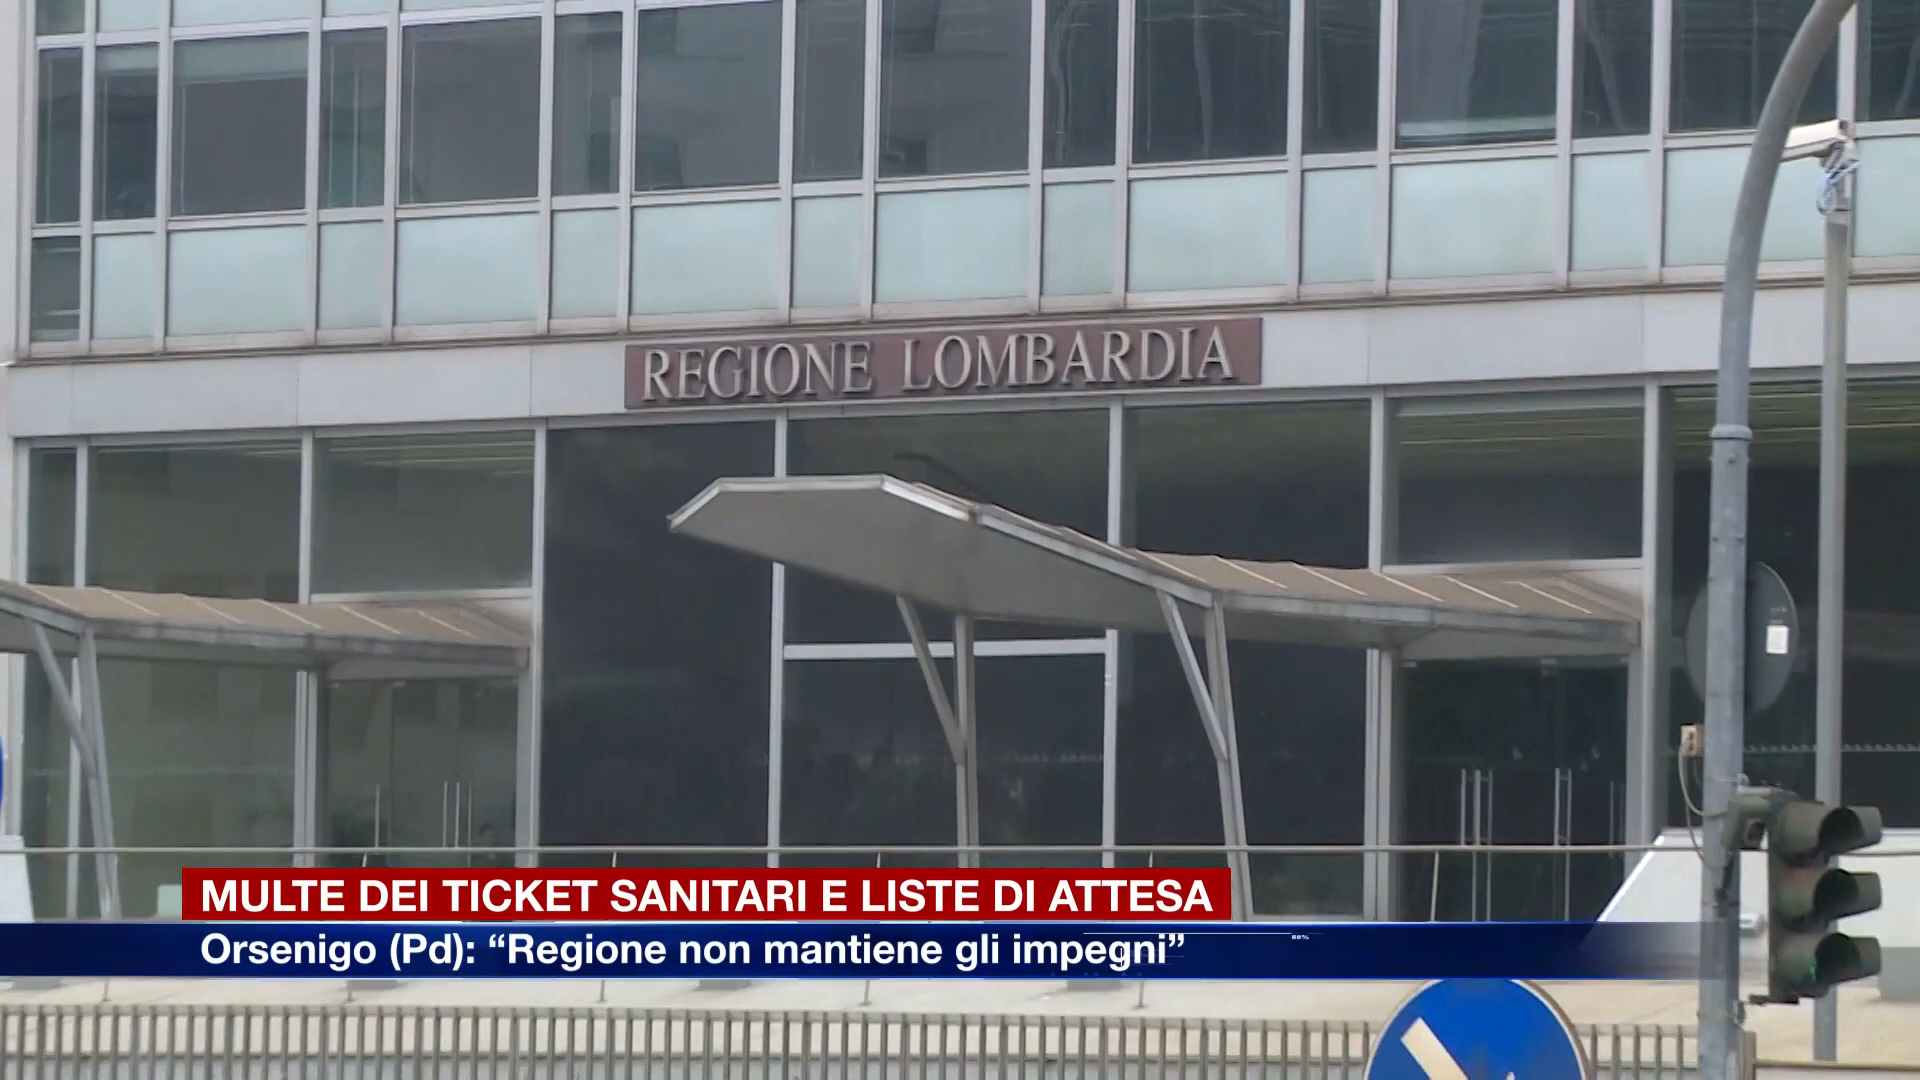 REGIONE LOMBARDIA
MULTE DEI TICKET SANITARI E LISTE DI ATTESA
Orsenigo (Pd): “Regione non mantiene gli impegni”